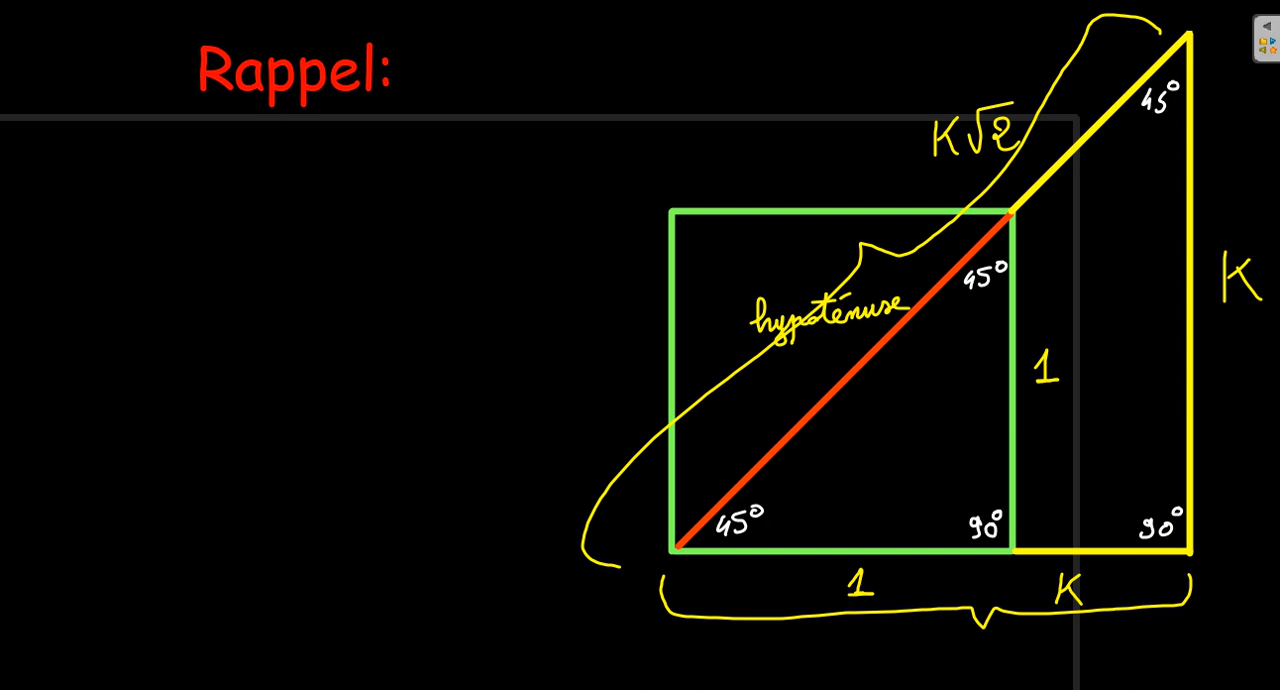 Rappel:
45°
K√2
45°
K
hypoténuse
1
45°
90°
90°
1
K